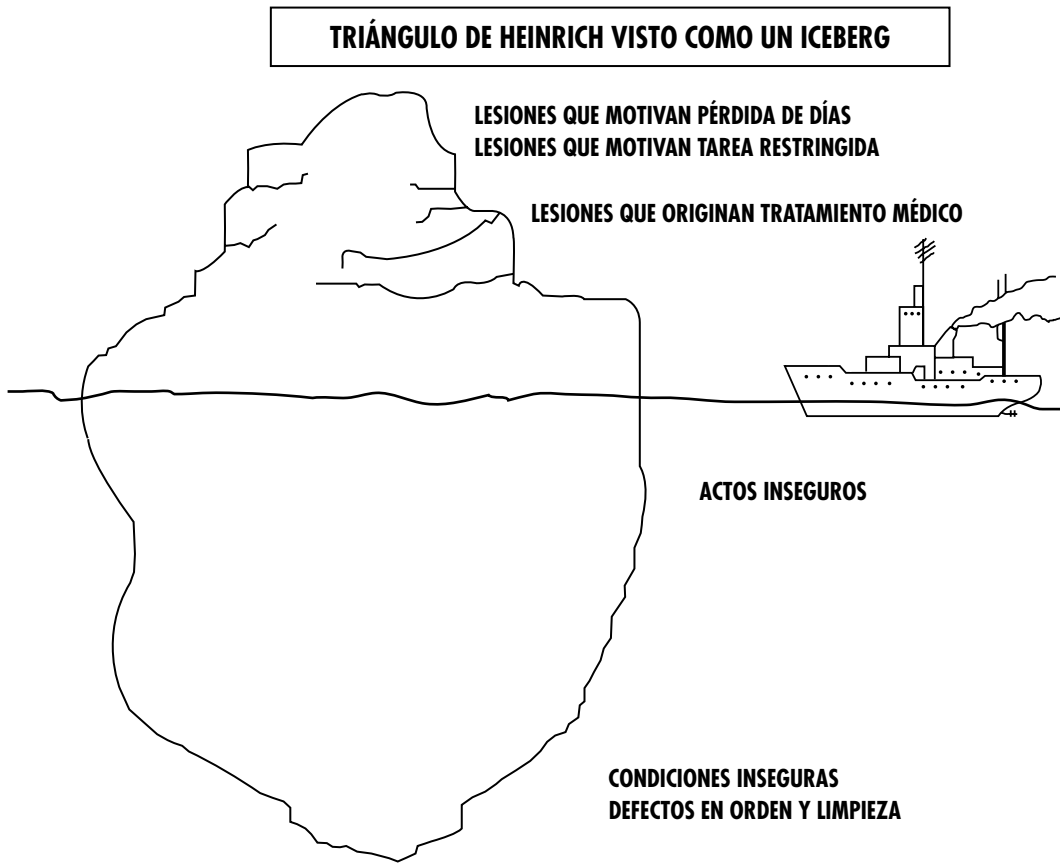 TRIÁNGULO DE HEINRICH VISTO COMO UN ICEBERG
LESIONES QUE MOTIVAN PÉRDIDA DE DÍAS
LESIONES QUE MOTIVAN TAREA RESTRINGIDA
LESIONES QUE ORIGINAN TRATAMIENTO MÉDICO
ACTOS INSEGUROS
CONDICIONES INSEGURAS
DEFECTOS EN ORDEN Y LIMPIEZA